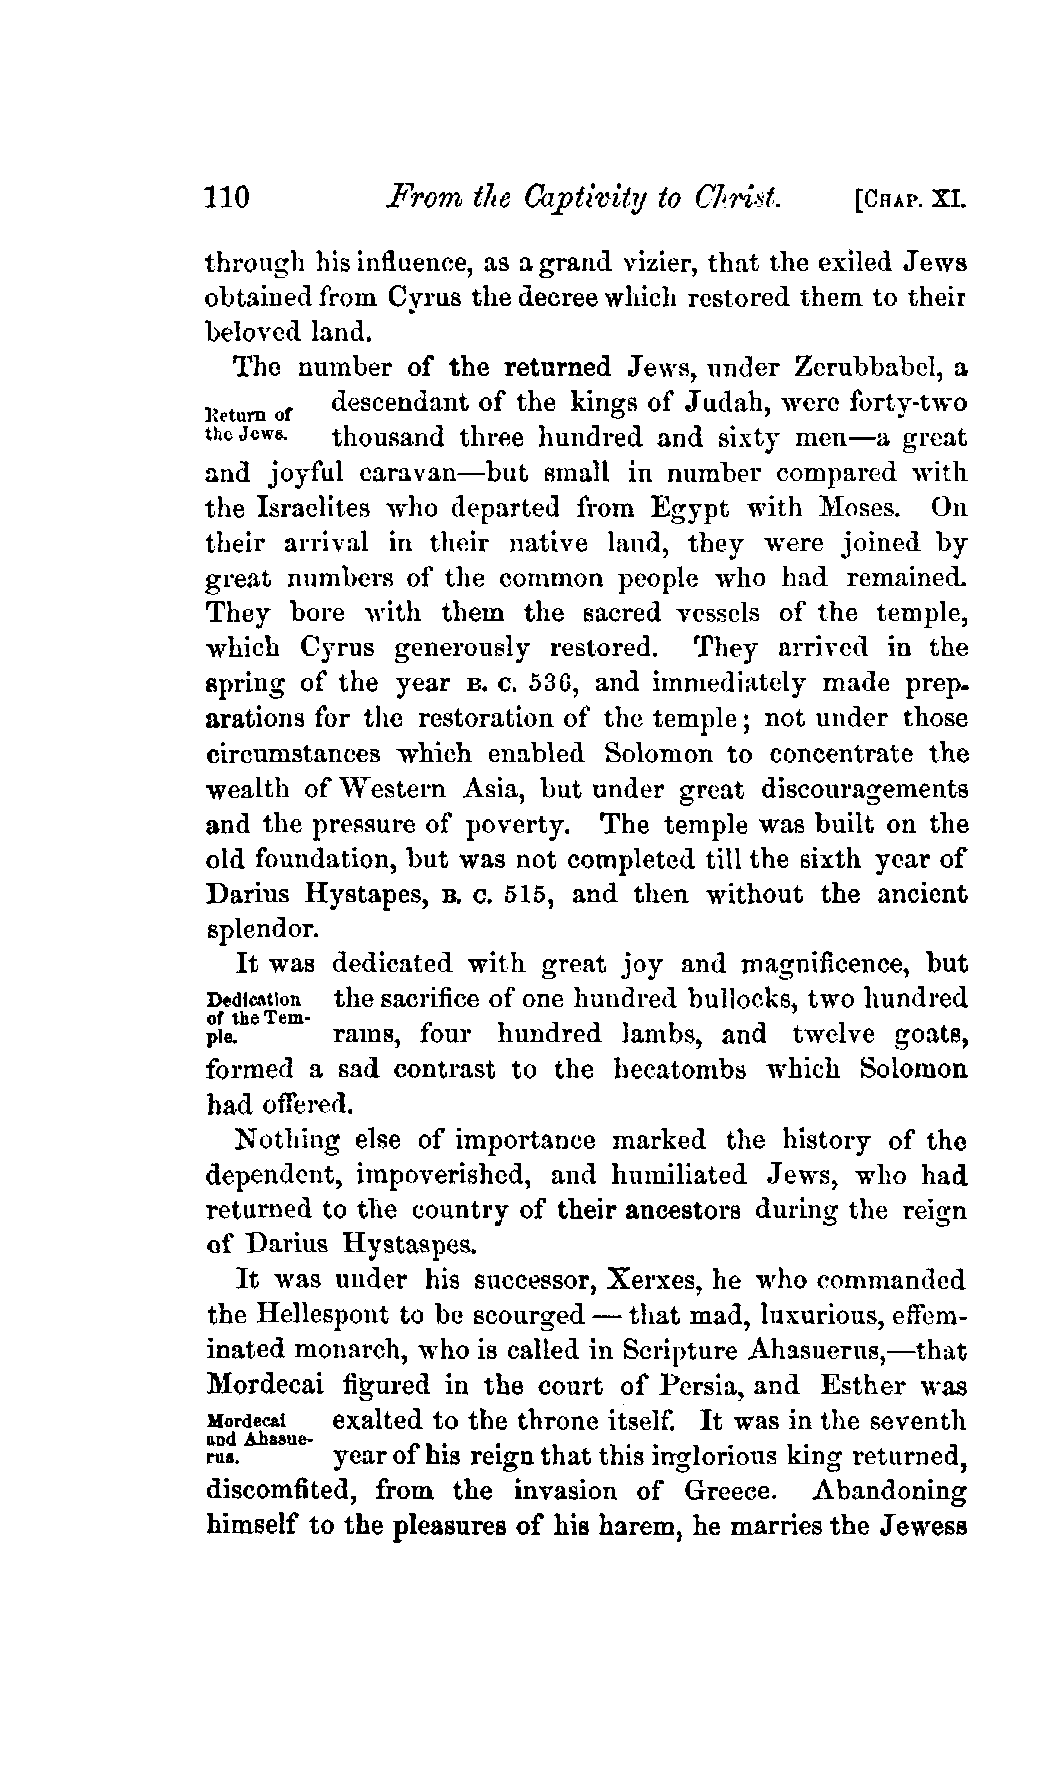 110 From the Captivity to Christ. [CHAP. XI.
through his influence, as a grand vizier, that the exiled Jews
obtained from Cyrus the decree which restored them to their
beloved land.
The number of the returned Jews, under Zerubbabel, a
descendant of the kings of Judah, were forty-two
Return of
the Jews.
thousand three hundred and sixty men—a great
and joyful caravan—but small in number compared with
the Israelites who departed from Egypt with Moses. On
their arrival in their native land, they were joined by
great numbers of the common people who had remained.
They bore with them the sacred vessels of the temple,
which Cyrus generously restored. They arrived in the
spring of the year B. C. 536, and immediately made prep-
arations for the restoration of the temple; not under those
circumstances which enabled Solomon to concentrate the
wealth of Western Asia, but under great discouragements
and the pressure of poverty. The temple was built on the
old foundation, but was not completed till the sixth year of
Darius Hystapes, B. C. 515, and then without the ancient
splendor.
It was dedicated with great joy and magnificence, but
Dedication
of the Tem-
ple.
the sacrifice of one hundred bullocks, two hundred
rams, four hundred lambs, and twelve goats,
formed a sad contrast to the hecatombs which Solomon
had offered.
Nothing else of importance marked the history of the
dependent, impoverished, and humiliated Jews, who had
returned to the country of their ancestors during the reign
of Darius Hystaspes.
It was under his successor, Xerxes, he who commanded
the Hellespont to be scourged — that mad, luxurious, effem-
inated monarch, who is called in Scripture Ahasuerus,—that
Mordecai figured in the court of Persia, and Esther was
Mordecai
and Ahasue-
rus.
exalted to the throne itself. It was in the seventh
year of his reign that this inglorious king returned,
discomfited, from the invasion of Greece. Abandoning
himself to the pleasures of his harem, he marries the Jewess